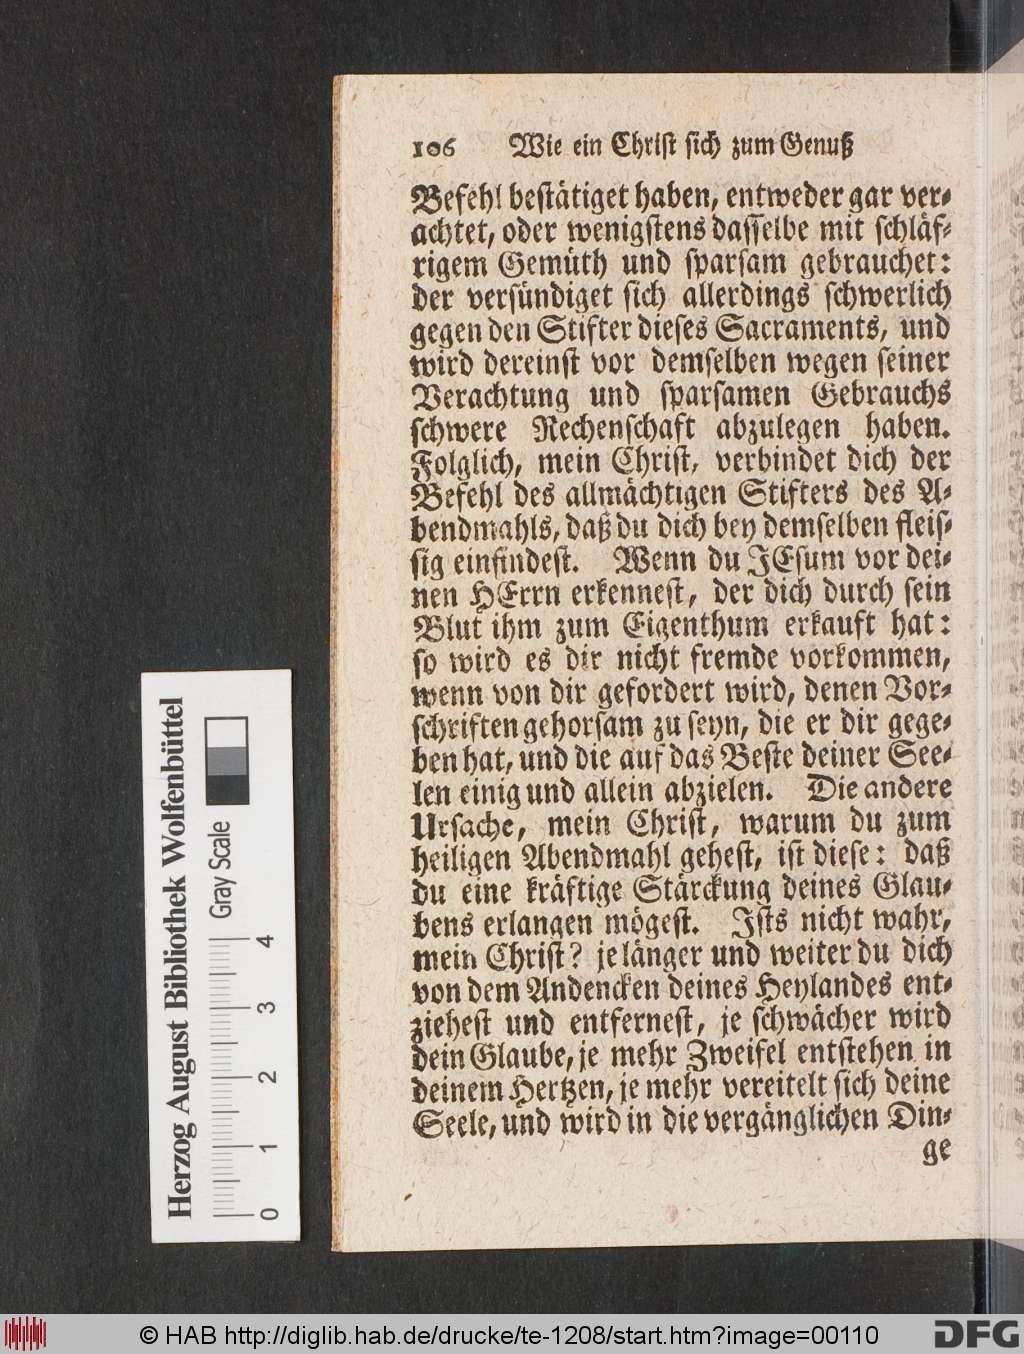 106 Wie ein Christ sich zum Genuß
Befehl bestätiget haben, entweder gar ver-
achtet, oder wenigstens dasselbe mit schläf-
rigem Gemüth und sparsam gebrauchet:
der versündiget sich allerdings schwerlich
gegen den Stifter dieses Sacraments, und
wird dereinst vor demselben wegen seiner
Verachtung und sparsamen Gebrauchs
schwere Rechenschaft abzulegen haben.
Folglich, mein Christ, verbindet dich der
Befehl des allmächtigen Stifters des A-
bendmahls, daß du dich bey demselben fleis-
sig einfindest. Wenn du JEsum vor dei-
nen HErrn erkennest, der dich durch sein
Blut ihm zum Eigenthum erkauft hat:
so wird es dir nicht fremde vorkommen,
wenn von dir gefordert wird, denen Vor-
schriften gehorsam zu seyn, die er dir gege-
ben hat, und die auf das Beste deiner See-
len einig und allein abzielen. Die andere
Ursache, mein Christ, warum du zum
heiligen Abendmahl gehest, ist diese: daß
du eine kräftige Stärckung deines Glau-
bens erlangen mögest. Ists nicht wahr,
mein Christ? je länger und weiter du dich
von dem Andencken deines Heylandes ent-
ziehest und entfernest, je schwächer wird
dein Glaube, je mehr Zweifel entstehen in
deinem Hertzen, je mehr vereitelt sich deine
Seele, und wird in die vergänglichen Din-
ge
Herzog August Bibliothek Wolfenbüttel
Gray Scale
0 1 2 3 4
© HAB http://diglib.hab.de/drucke/te-1208/start.htm?image=00110
DFG